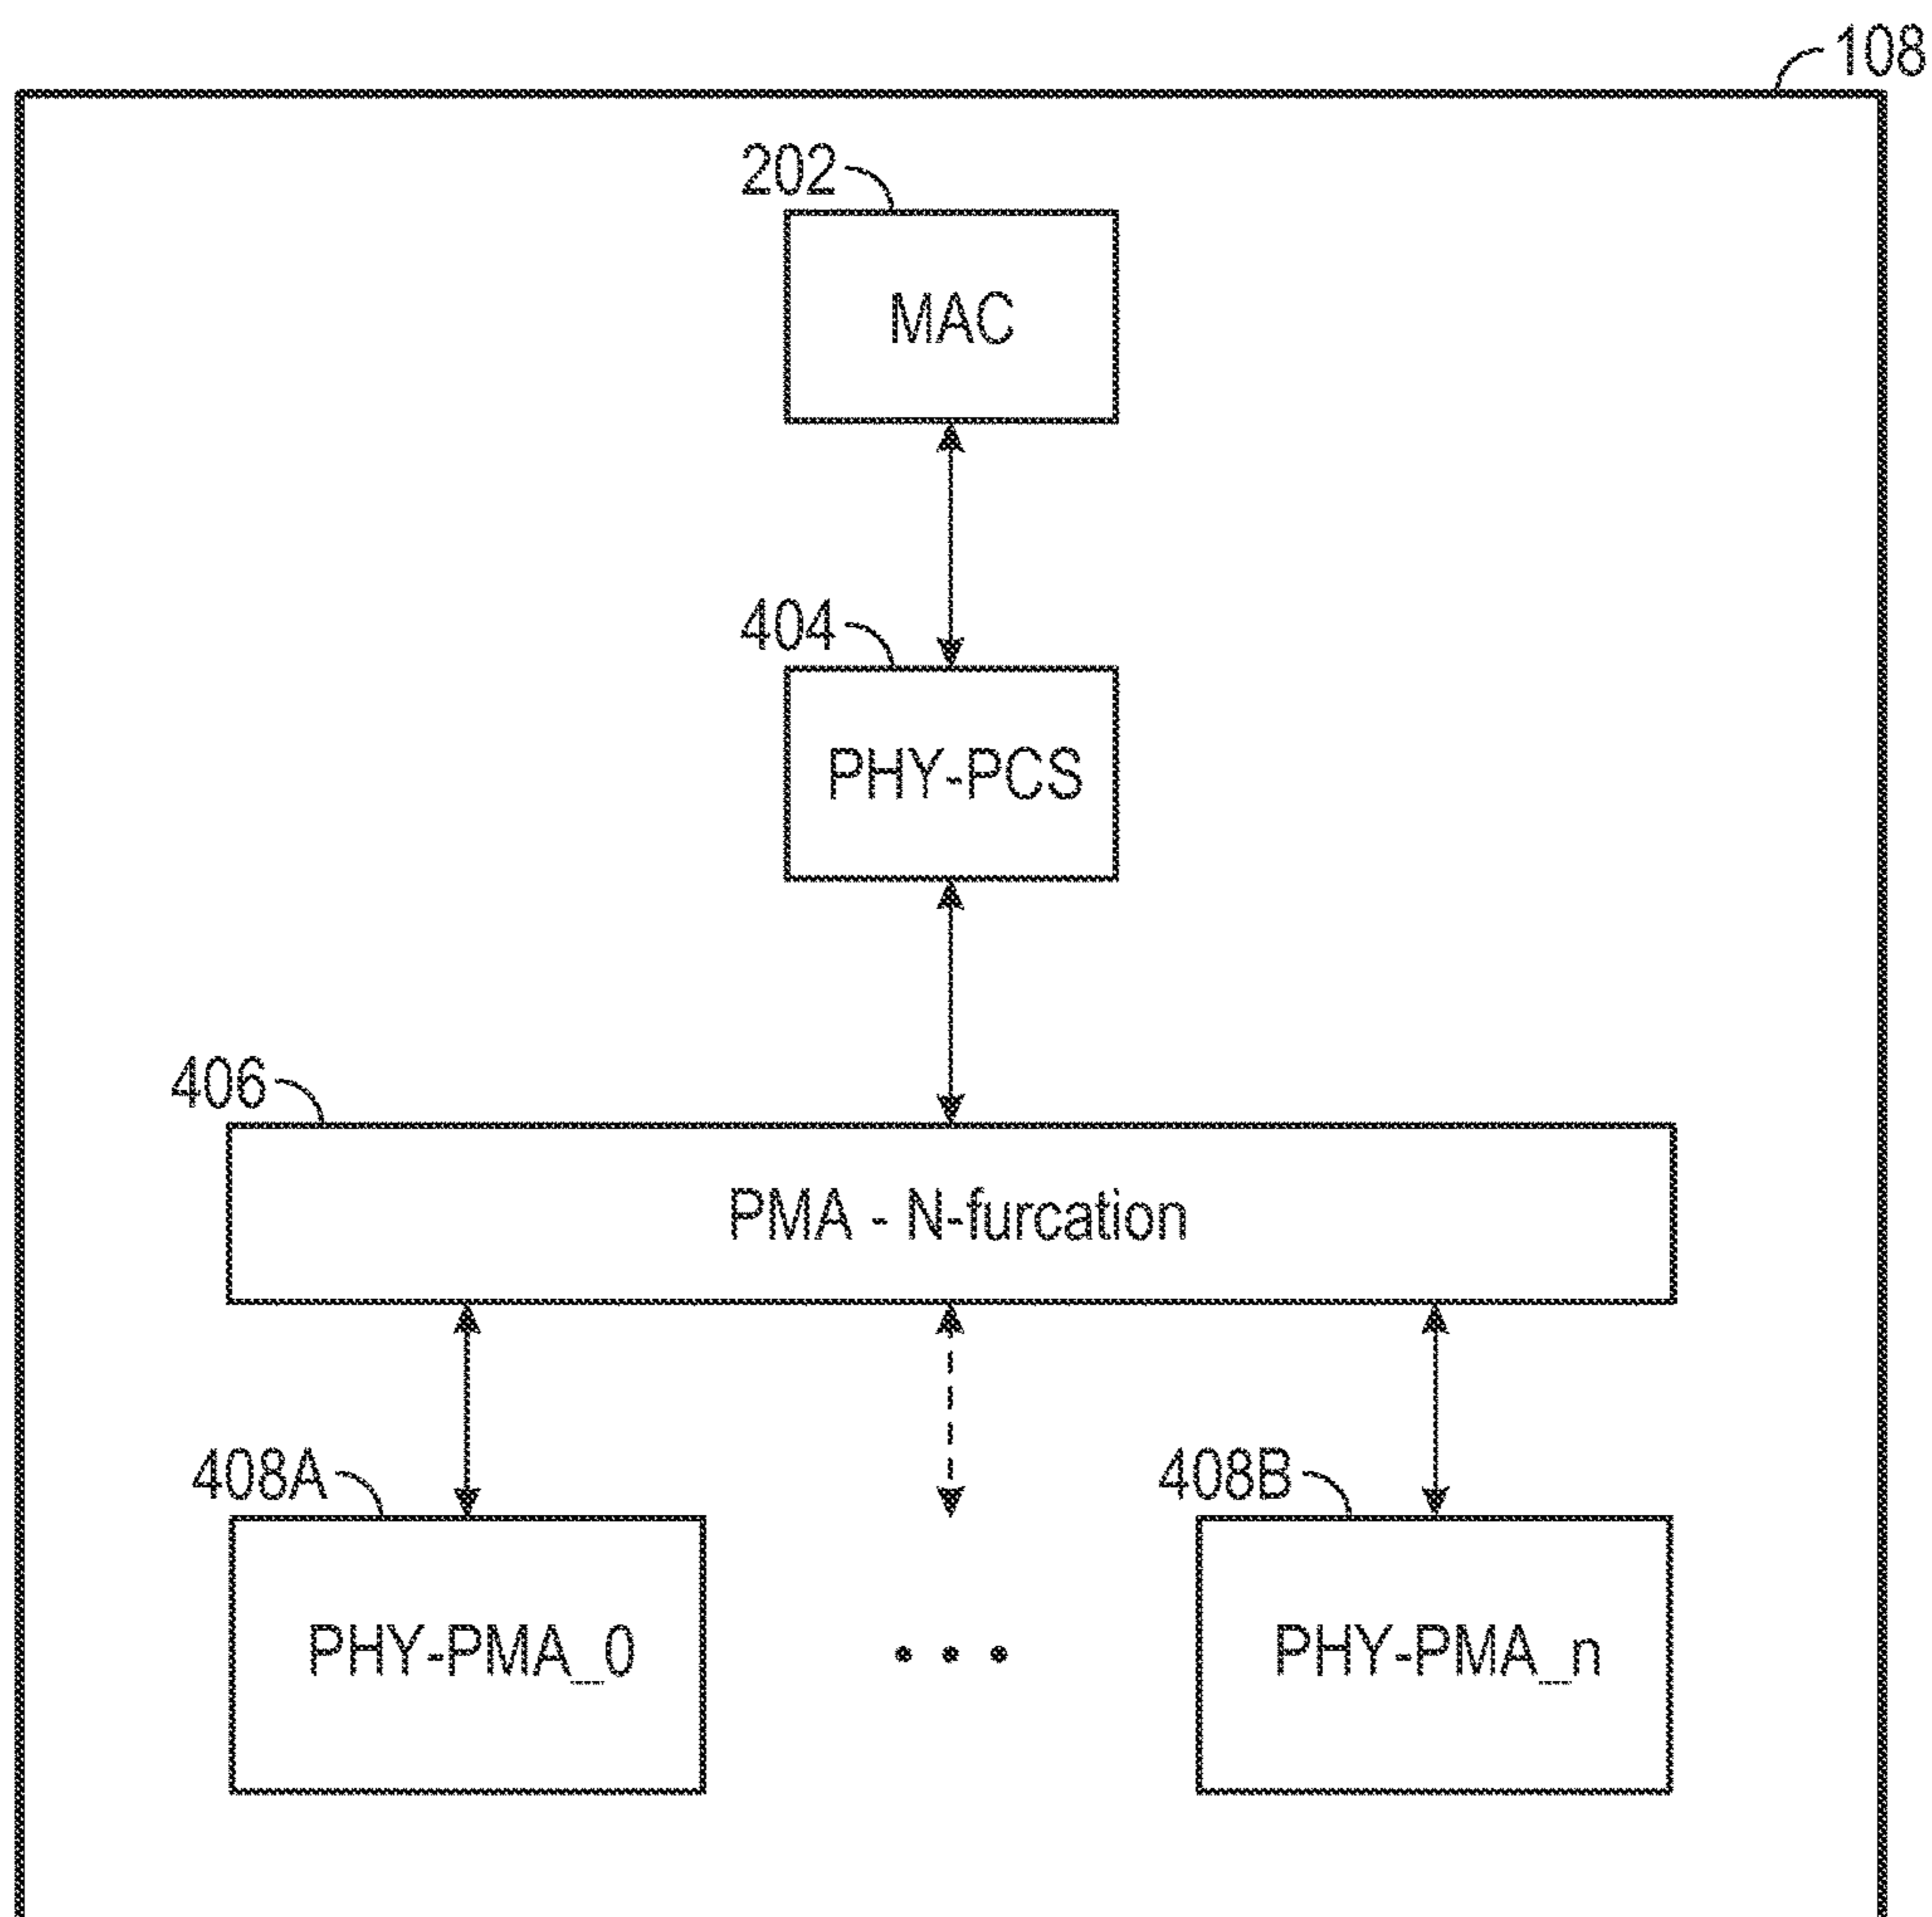 108
202
MAC
404
PHY-PCS
406
PMA - N-furcation
408A
408B
PHY-PMA_0
...
PHY-PMA_n